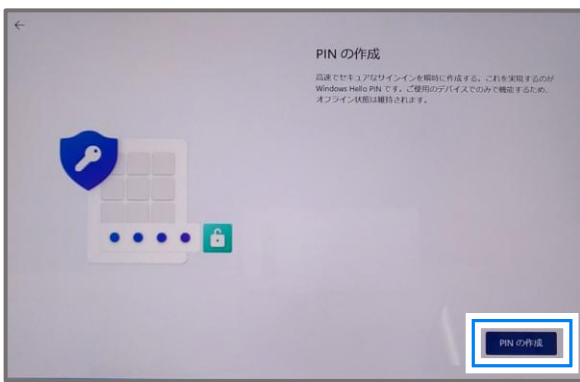 PIN の作成
高速でセキュアなサインインを瞬時に作成する。これを実現するのが
Windows Hello PIN です。ご使用のデバイスでのみで機能するため、
オフライン状態は維持されます。
PIN の作成